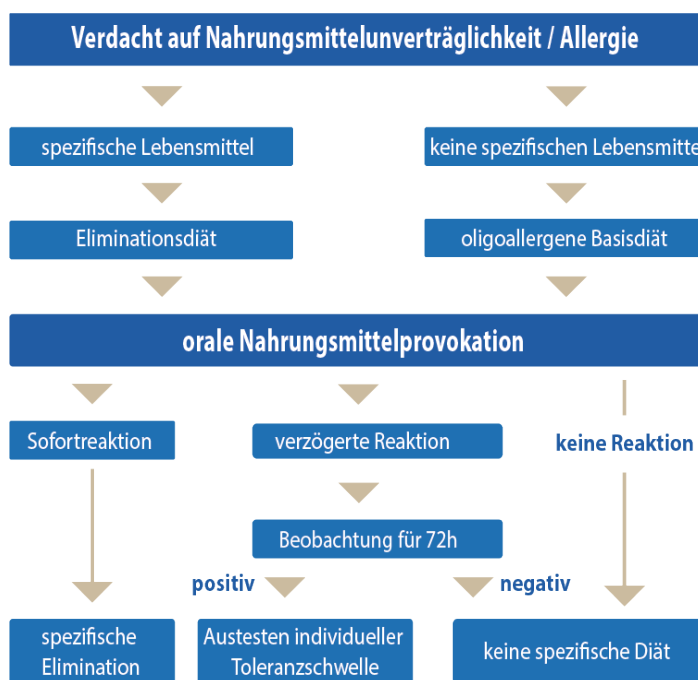 Verdacht auf Nahrungsmittelunverträglichkeit / Allergie
spezifische Lebensmittel
keine spezifischen Lebensmitte
Eliminationsdiät
oligoallergene Basisdiät
orale Nahrungsmittelprovokation
Sofortreaktion
verzögerte Reaktion
keine Reaktion
Beobachtung für 72h
positiv
negativ
spezifische
Elimination
Austesten individueller
Toleranzschwelle
keine spezifische Diät